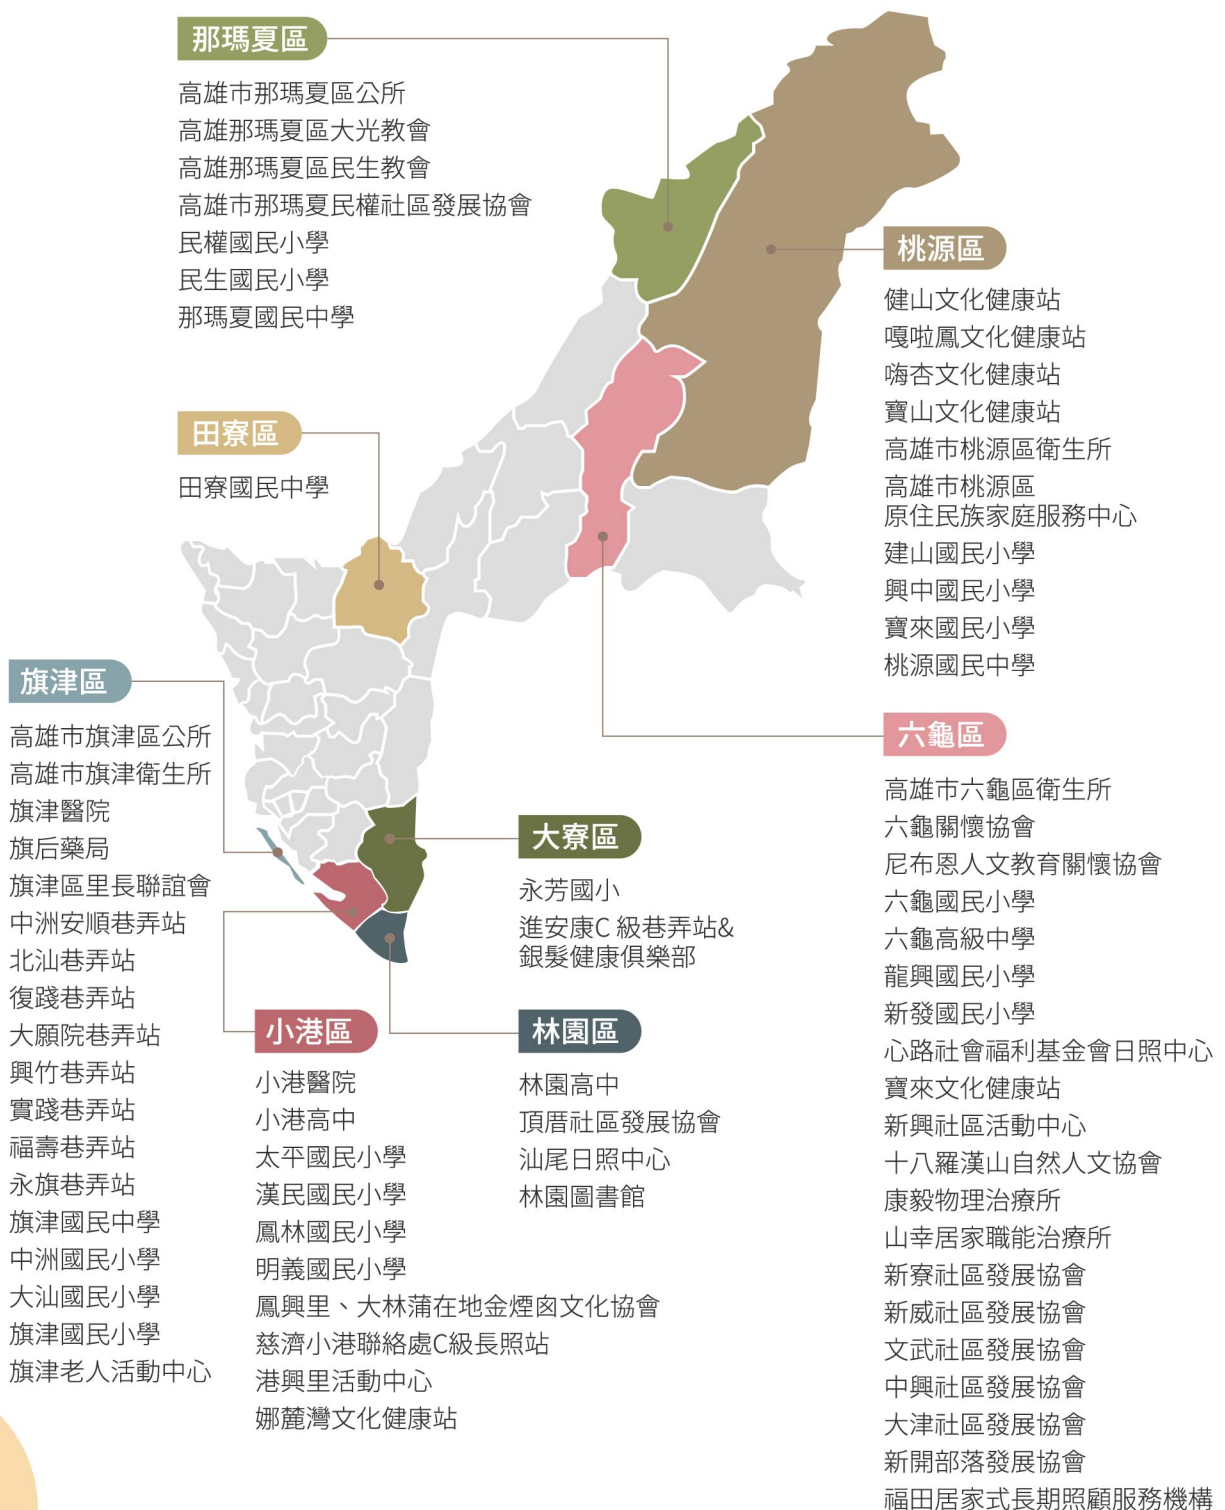 那瑪夏區
高雄市那瑪夏區公所
高雄那瑪夏區大光教會
高雄那瑪夏區民生教會
高雄市那瑪夏民權社區發展協會
民權國民小學
民生國民小學
那瑪夏國民中學
桃源區
健山文化健康站
嘎啦鳳文化健康站
嗨杏文化健康站
寶山文化健康站
高雄市桃源區衛生所
高雄市桃源區
原住民族家庭服務中心
建山國民小學
興中國民小學
寶來國民小學
桃源國民中學
田寮區
田寮國民中學
旗津區
高雄市旗津區公所
高雄市旗津衛生所
旗津醫院
旗后藥局
旗津區里長聯誼會
中洲安順巷弄站
北汕巷弄站
復踐巷弄站
大願院巷弄站
興竹巷弄站
實踐巷弄站
福壽巷弄站
永旗巷弄站
旗津國民中學
中洲國民小學
大汕國民小學
旗津國民小學
旗津老人活動中心
大寮區
永芳國小
進安康C 級巷弄站&
銀髮健康俱樂部
小港區
小港醫院
小港高中
太平國民小學
漢民國民小學
鳳林國民小學
明義國民小學
鳳興里、大林蒲在地金煙囪文化協會
慈濟小港聯絡處C級長照站
港興里活動中心
娜麓灣文化健康站
林園區
林園高中
頂厝社區發展協會
汕尾日照中心
林園圖書館
六龜區
高雄市六龜區衛生所
六龜關懷協會
尼布恩人文教育關懷協會
六龜國民小學
六龜高級中學
龍興國民小學
新發國民小學
心路社會福利基金會日照中心
寶來文化健康站
新興社區活動中心
十八羅漢山自然人文協會
康毅物理治療所
山幸居家職能治療所
新寮社區發展協會
新威社區發展協會
文武社區發展協會
中興社區發展協會
大津社區發展協會
新開部落發展協會
福田居家式長期照顧服務機構